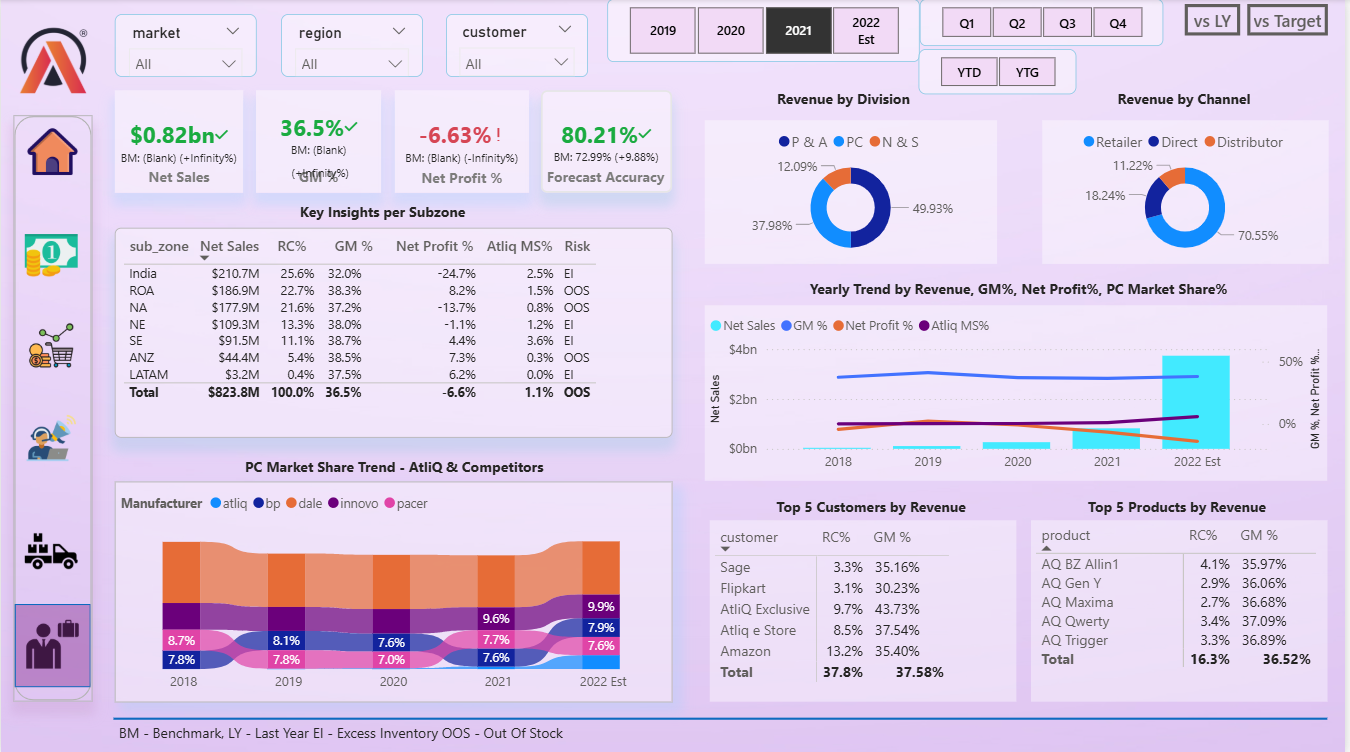 market
All
region
All
customer
All
2019
2020
2021
2022
Est
Q1
Q2
Q3
Q4
YTD
YTG
vs LY
vs Target
®
$0.82bn
BM: (Blank) (+Infinity%)
Net Sales
36.5%
BM: (Blank)
(+Infinity%)
GM %
-6.63% !
BM: (Blank) (-Infinity%)
Net Profit %
80.21%
BM: 72.99% (+9.88%)
Forecast Accuracy
Key Insights per Subzone
sub_zone Net Sales RC% GM % Net Profit % Atliq MS% Risk
India $210.7M 25.6% 32.0% -24.7% 2.5% EI
ROA $186.9M 22.7% 38.3% 8.2% 1.5% OOS
NA $177.9M 21.6% 37.2% -13.7% 0.8% OOS
NE $109.3M 13.3% 38.0% -1.1% 1.2% EI
SE $91.5M 11.1% 38.7% 4.4% 3.6% EI
ANZ $44.4M 5.4% 38.5% 7.3% 0.3% OOS
LATAM $3.2M 0.4% 37.5% 6.2% 0.0% EI
Total $823.8M 100.0% 36.5% -6.6% 1.1% OOS
PC Market Share Trend - AtliQ & Competitors
Manufacturer atliq bp dale innovo pacer
8.7%
7.8%
8.1%
7.8%
7.6%
7.0%
9.6%
7.7%
7.6%
9.9%
7.9%
7.6%
2018 2019 2020 2021 2022 Est
Revenue by Division
P & A PC N & S
12.09%
49.93%
37.98%
Revenue by Channel
Retailer Direct Distributor
11.22%
18.24%
70.55%
Yearly Trend by Revenue, GM%, Net Profit%, PC Market Share%
Net Sales GM % Net Profit % Atliq MS%
Net Sales
$4bn
$2bn
$0bn
50%
0%
GM %, Net Profit %...
2018 2019 2020 2021 2022 Est
Top 5 Customers by Revenue
customer RC% GM %
Sage 3.3% 35.16%
Flipkart 3.1% 30.23%
AtliQ Exclusive 9.7% 43.73%
Atliq e Store 8.5% 37.54%
Amazon 13.2% 35.40%
Total 37.8% 37.58%
Top 5 Products by Revenue
product RC% GM %
AQ BZ Allin1 4.1% 35.97%
AQ Gen Y 2.9% 36.06%
AQ Maxima 2.7% 36.68%
AQ Qwerty 3.4% 37.09%
AQ Trigger 3.3% 36.89%
Total 16.3% 36.52%
BM - Benchmark, LY - Last Year EI - Excess Inventory OOS - Out Of Stock